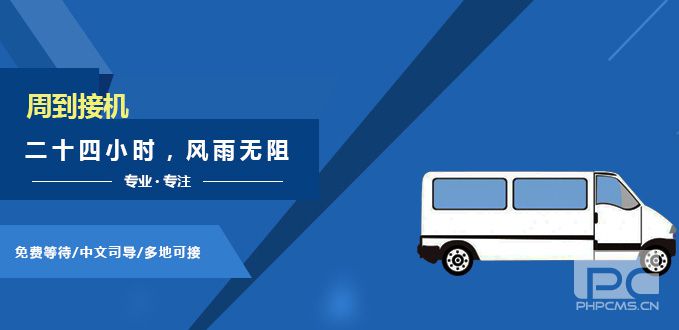 周到接机
二十四小时，风雨无阻
专业·专注
免费等待/中文司导/多地可接
PC
PHPCMS.CN